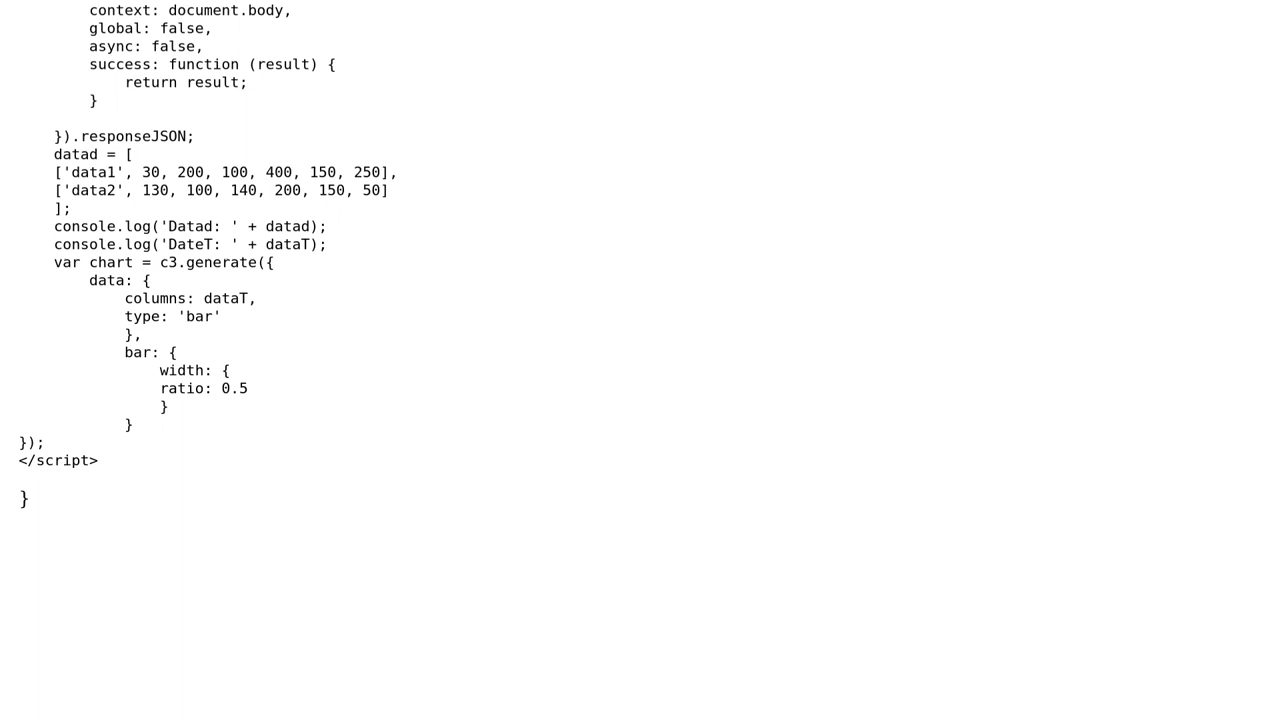 context: document.body,
global: false,
async: false,
success: function (result) {
return result;
}
}).responseJSON;
datad = [
['data1', 30, 200, 100, 400, 150, 250],
['data2', 130, 100, 140, 200, 150, 50]
];
console.log('Datad: ' + datad);
console.log('DateT: ' + dataT);
var chart = c3.generate({
data: {
columns: dataT,
type: 'bar'
},
bar: {
width: {
ratio: 0.5
}
}
});
</script>
}